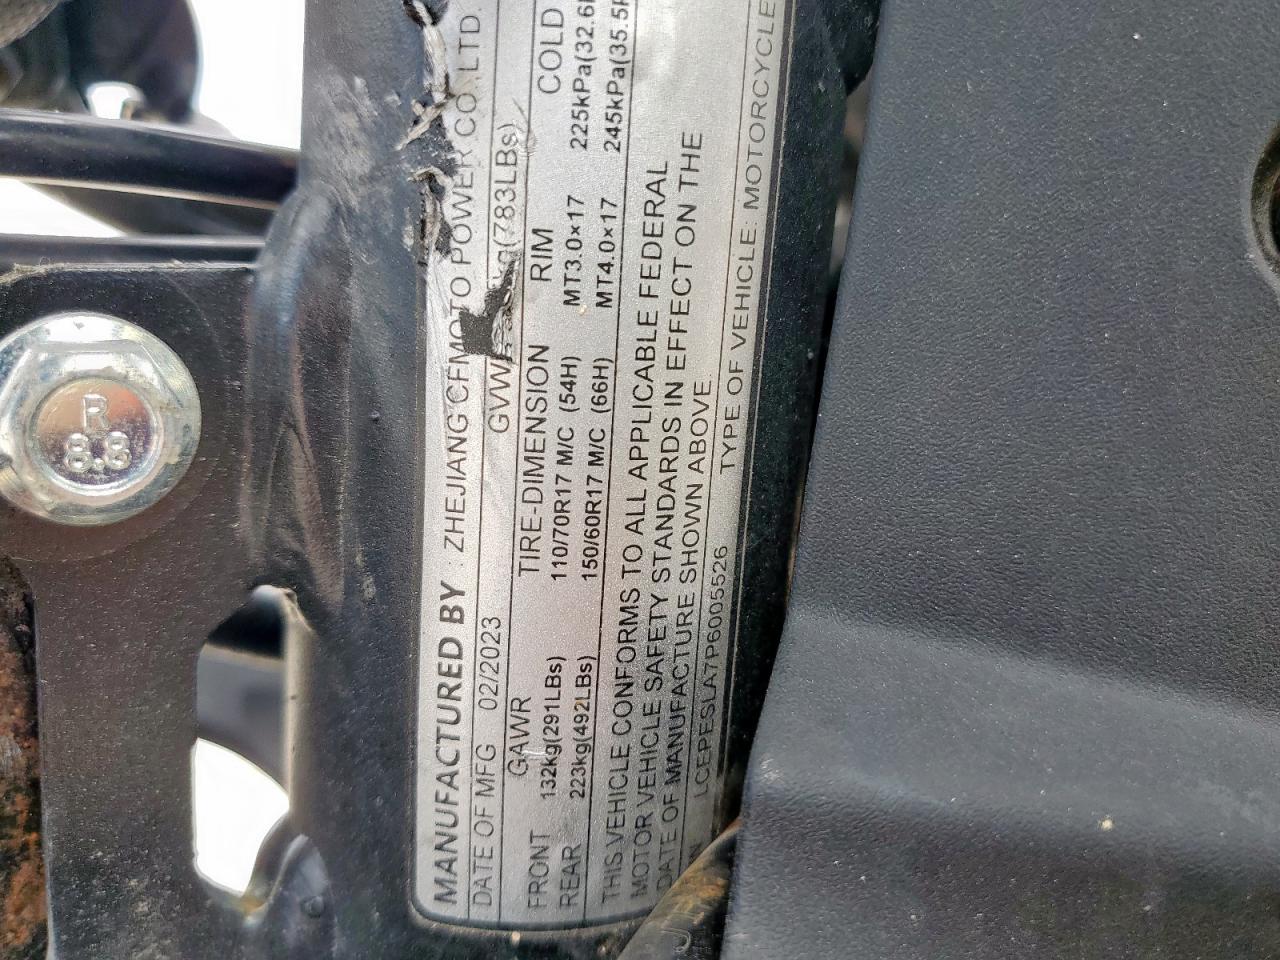 MANUFACTURED BY : ZHEJIANG CFMOTO POWER CO.,LTD.
DATE OF MFG 02/2023 (783LBs)
GAWR TIRE-DIMENSION RIM COLD
FRONT 132kg(291LBs) 110/70R17 M/C (54H) MT3.0×17 225kPa(32.6
REAR 223kg(492LBs) 150/60R17 M/C (66H) MT4.0×17 245kPa(35.5
THIS VEHICLE CONFORMS TO ALL APPLICABLE FEDERAL
MOTOR VEHICLE SAFETY STANDARDS IN EFFECT ON THE
DATE OF MANUFACTURE SHOWN ABOVE.
LCEPESLA7P6005526 TYPE OF VEHICLE: MOTORCYCLE
R
8.8